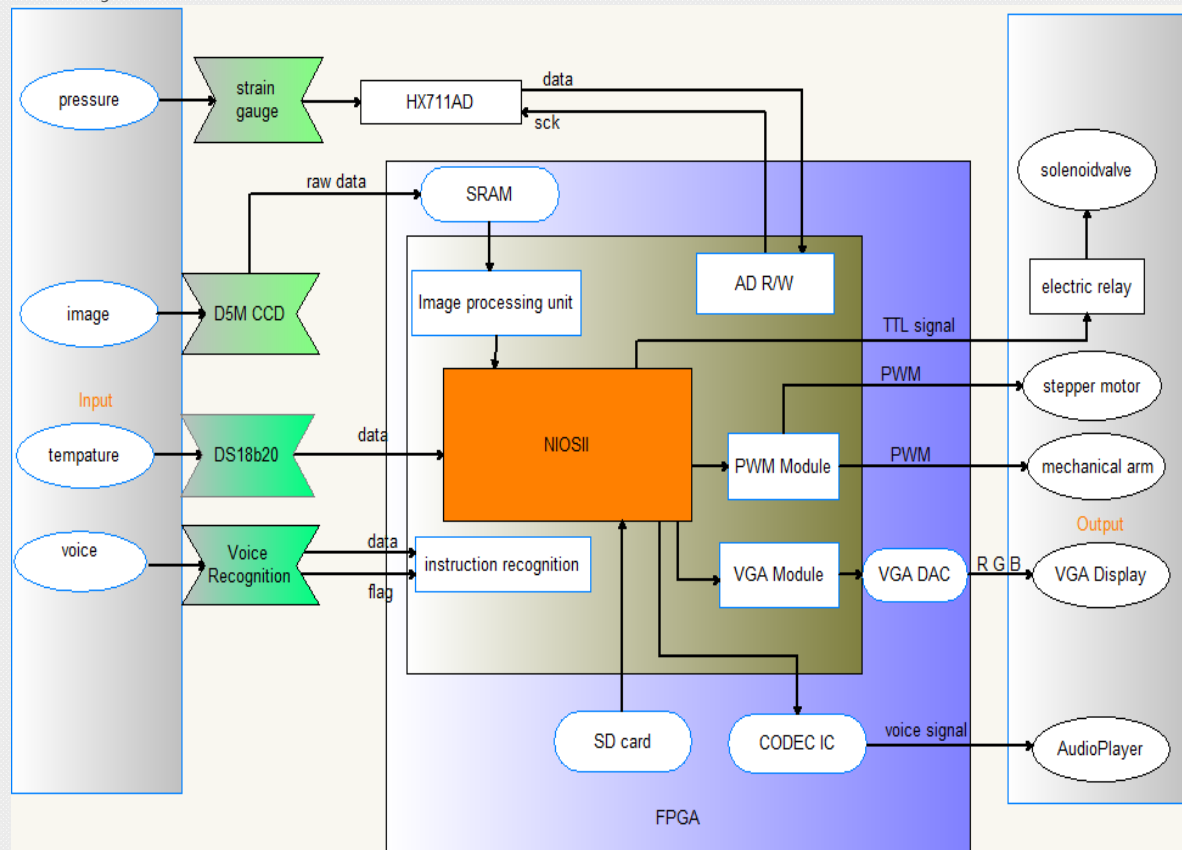 pressure
strain
gauge
HX711AD
data
sck
raw data
SRAM
solenoidvalve
image
D5M CCD
Image processing unit
AD R/W
electric relay
TTL signal
PWM
stepper motor
Input
tempature
DS18b20
data
NIOSII
PWM Module
PWM
mechanical arm
Output
voice
Voice
Recognition
data
flag
instruction recognition
VGA Module
VGA DAC
R G B
VGA Display
SD card
CODEC IC
voice signal
AudioPlayer
FPGA